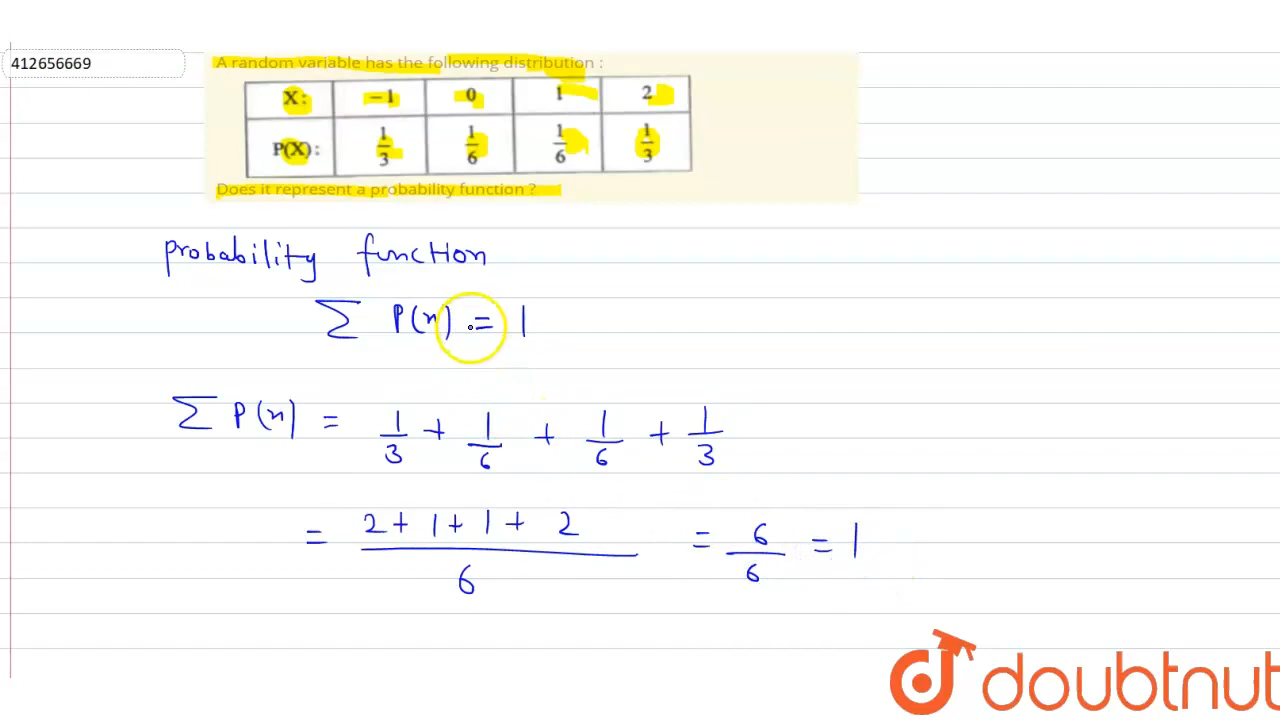 412656669
A random variable has the following distribution :
X: −1 0 1 2
P(X): 1/3 1/6 1/6 1/3
Does it represent a probability function ?
probability function
∑ P(x) = 1
∑ P(x) = 1/3 + 1/6 + 1/6 + 1/3
= 2+1+1+2/6 = 6/6 = 1
doubtnut